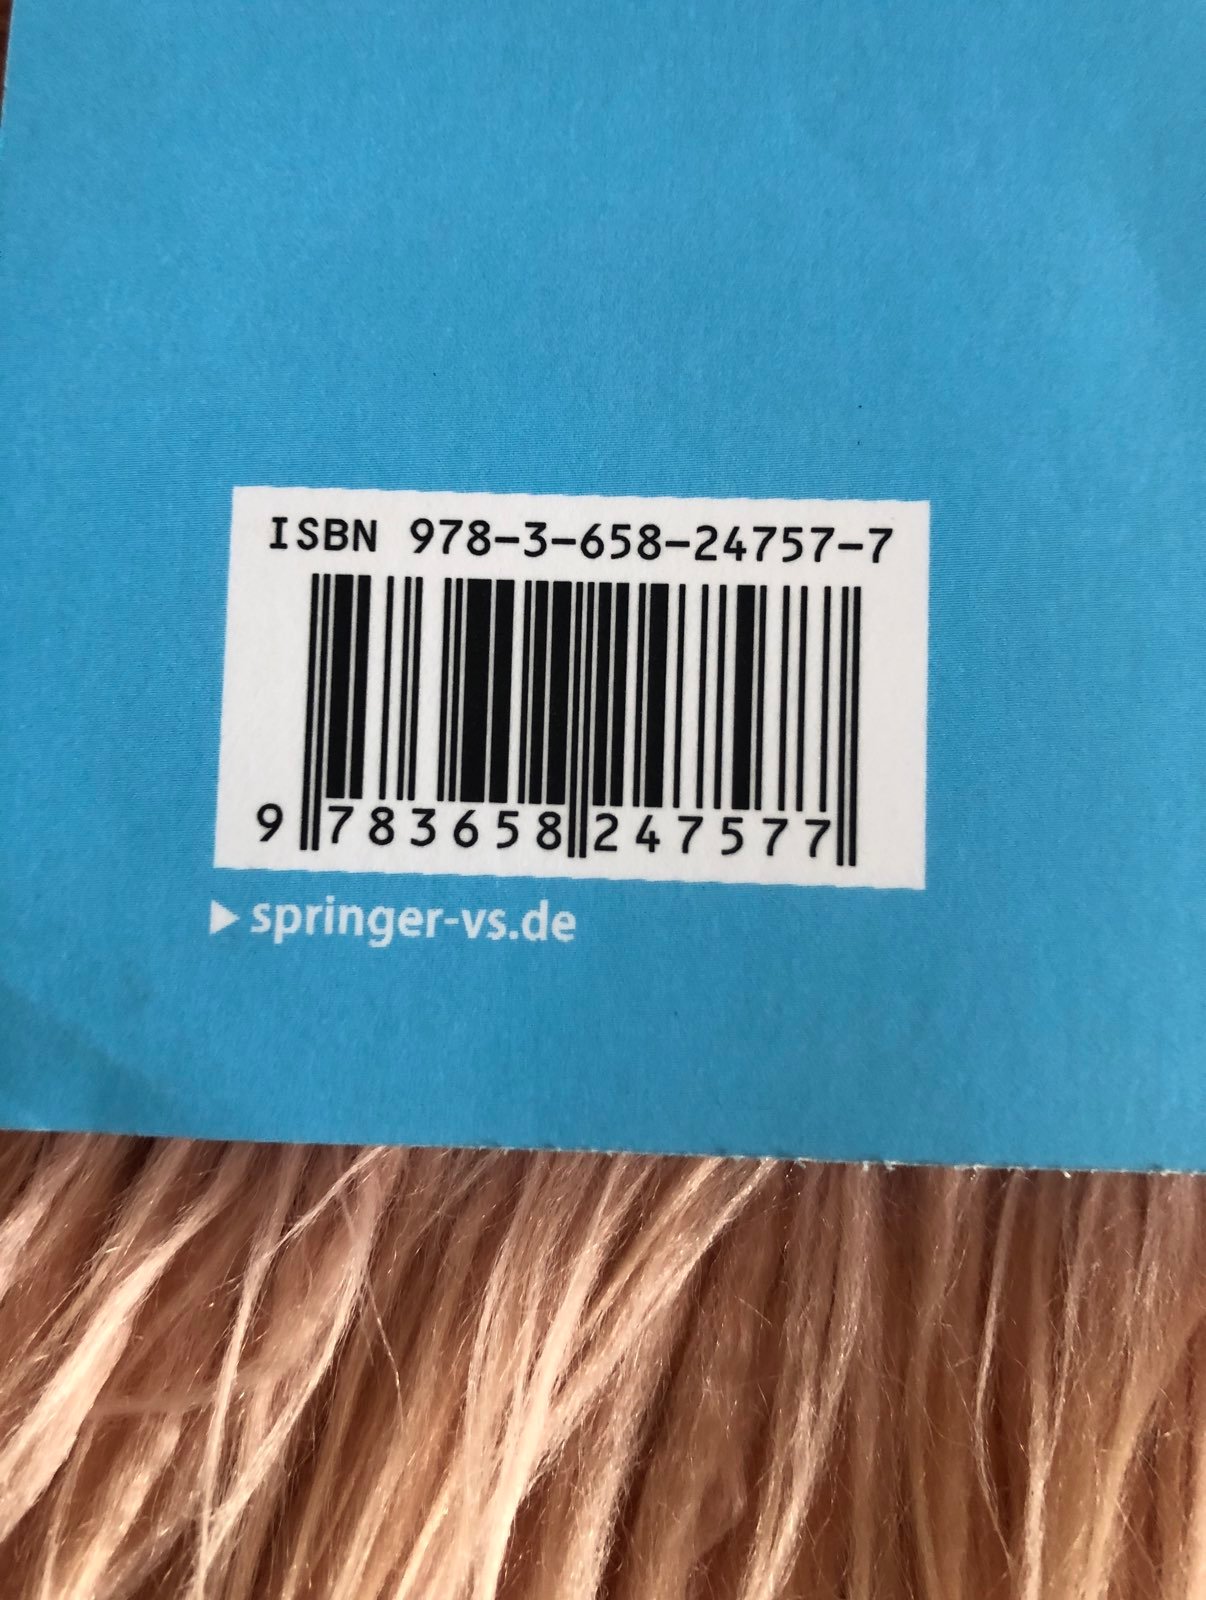 ISBN 978-3-658-24757-7
9 783658 247577
▶ springer-vs.de